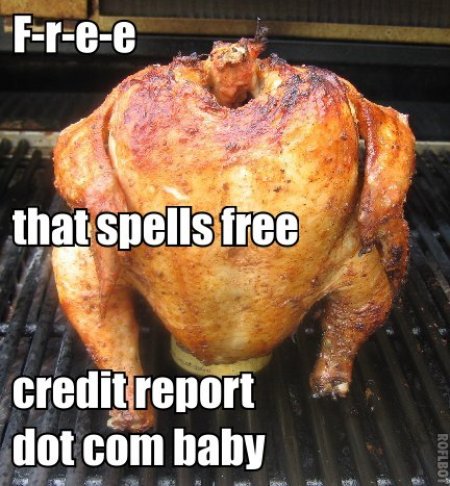 F-r-e-e
that spells free
credit report
dot com baby
ROFLBOT